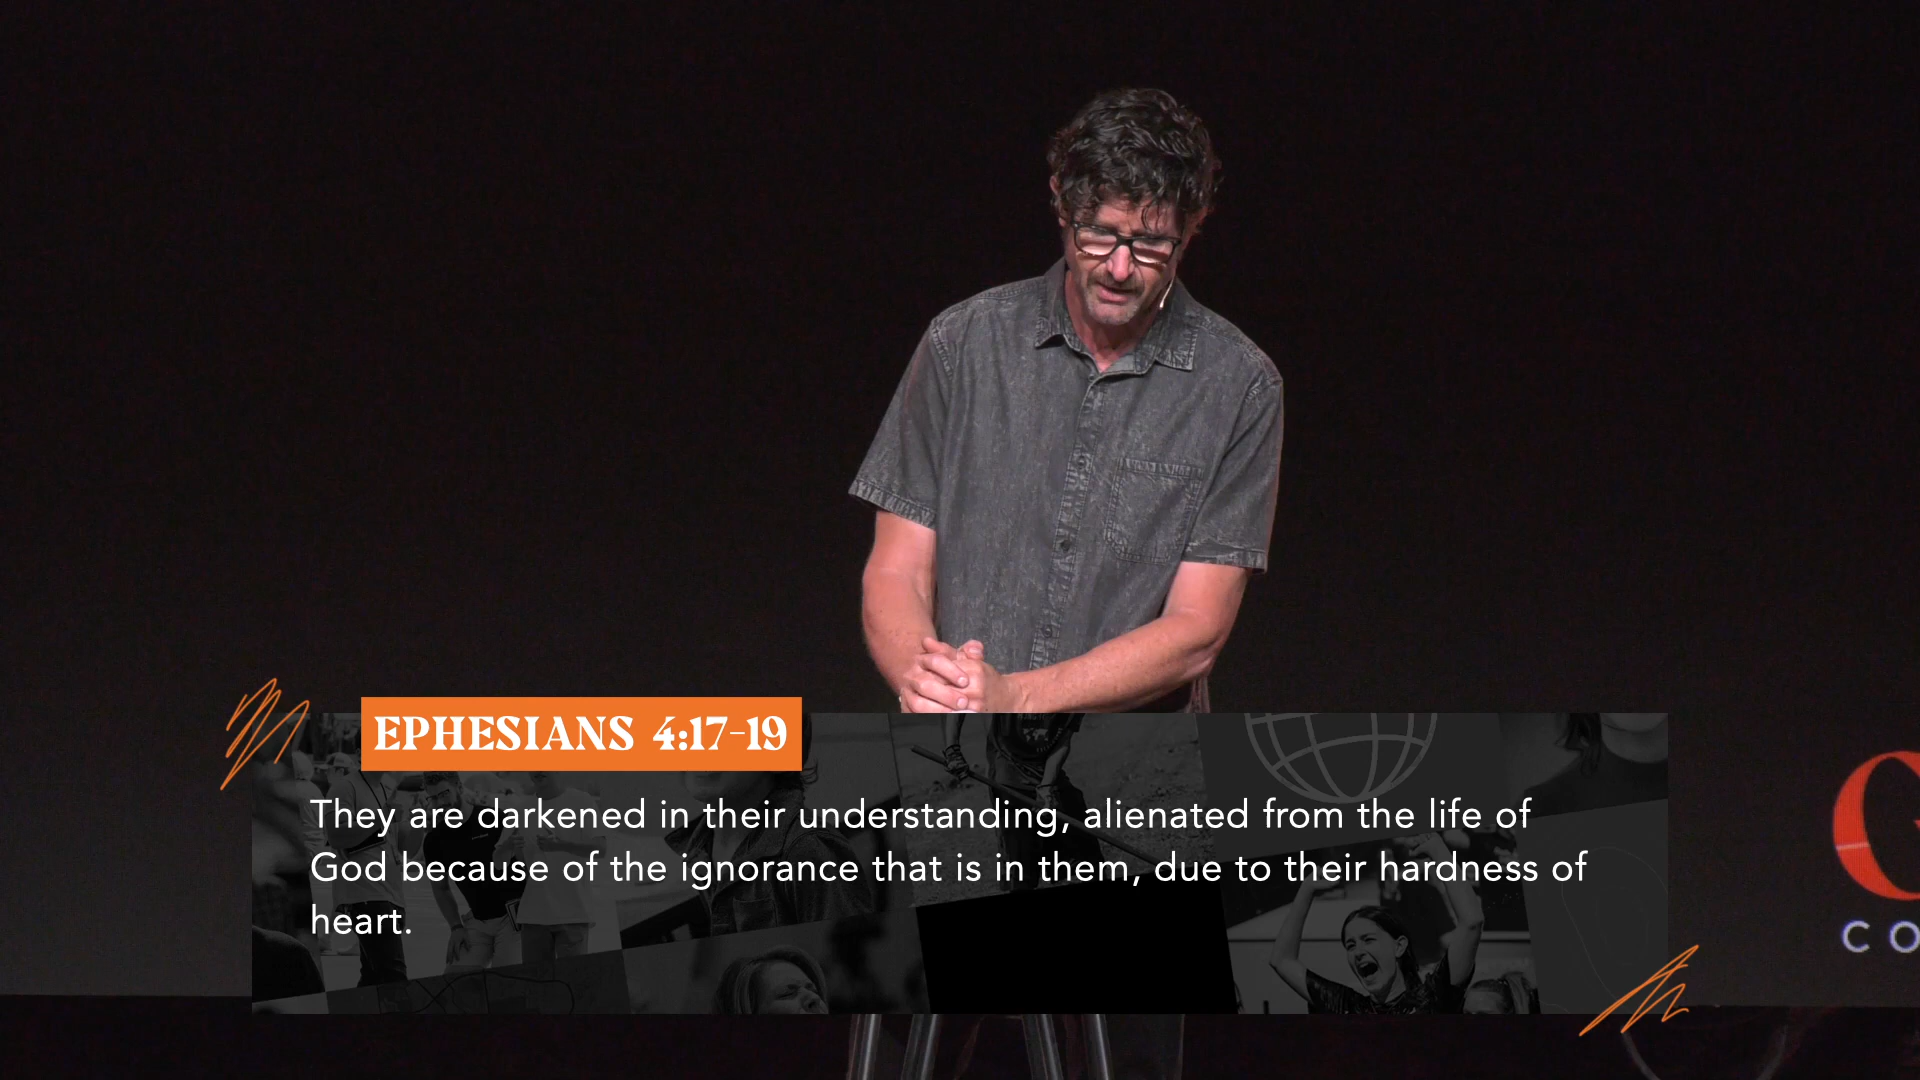 EPHESIANS 4:17-19
They are darkened in their understanding, alienated from the life of
God because of the ignorance that is in them, due to their hardness of
heart.
CO